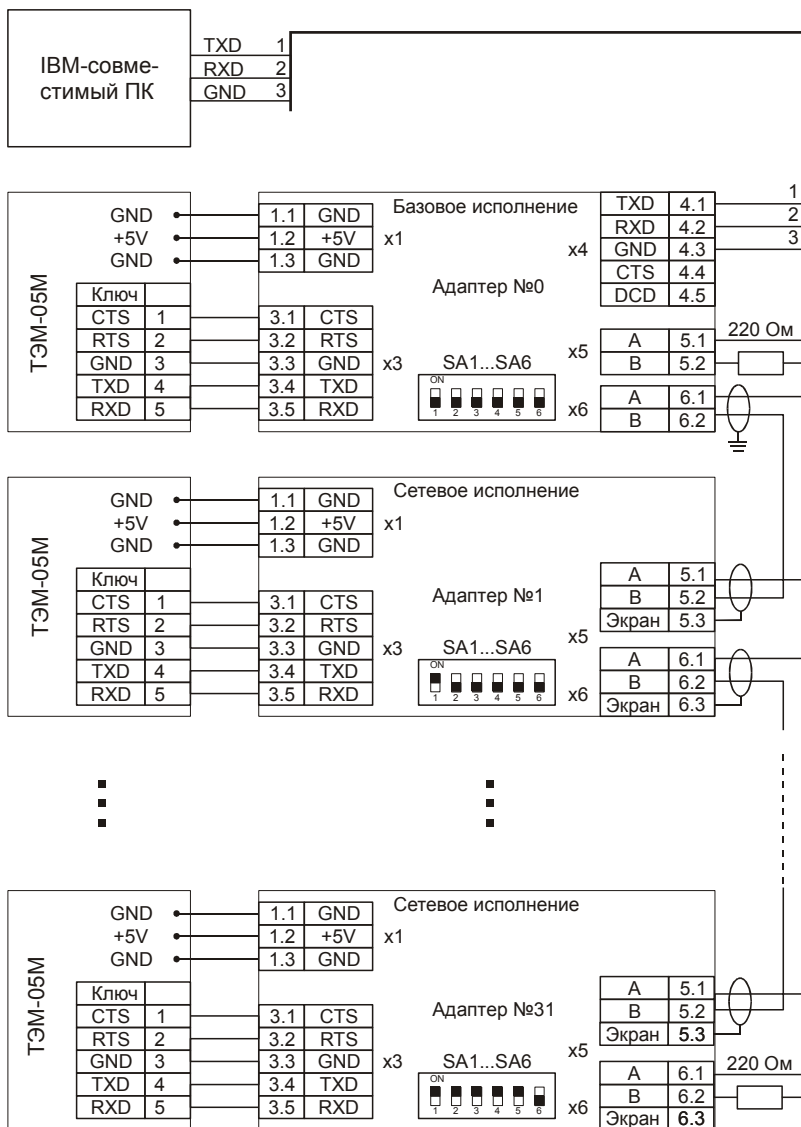 IBM-совме-
стимый ПК
TXD 1
RXD 2
GND 3
ТЭМ-05М
GND
+5V
GND
Ключ
CTS 1
RTS 2
GND 3
TXD 4
RXD 5
1.1 GND
1.2 +5V
1.3 GND
x1
3.1 CTS
3.2 RTS
3.3 GND
3.4 TXD
3.5 RXD
x3
Базовое исполнение
Адаптер №0
SA1...SA6
ON
1 2 3 4 5 6
x4
TXD 4.1
RXD 4.2
GND 4.3
CTS 4.4
DCD 4.5
1
2
3
x5
A 5.1
B 5.2
220 Ом
x6
A 6.1
B 6.2
ТЭМ-05М
GND
+5V
GND
Ключ
CTS 1
RTS 2
GND 3
TXD 4
RXD 5
1.1 GND
1.2 +5V
1.3 GND
x1
3.1 CTS
3.2 RTS
3.3 GND
3.4 TXD
3.5 RXD
x3
Сетевое исполнение
Адаптер №1
SA1...SA6
ON
1 2 3 4 5 6
A 5.1
B 5.2
Экран 5.3
x5
A 6.1
B 6.2
Экран 6.3
x6
ТЭМ-05М
GND
+5V
GND
Ключ
CTS 1
RTS 2
GND 3
TXD 4
RXD 5
1.1 GND
1.2 +5V
1.3 GND
x1
3.1 CTS
3.2 RTS
3.3 GND
3.4 TXD
3.5 RXD
x3
Сетевое исполнение
Адаптер №31
SA1...SA6
ON
1 2 3 4 5 6
A 5.1
B 5.2
Экран 5.3
x5
A 6.1
B 6.2
Экран 6.3
x6
220 Ом